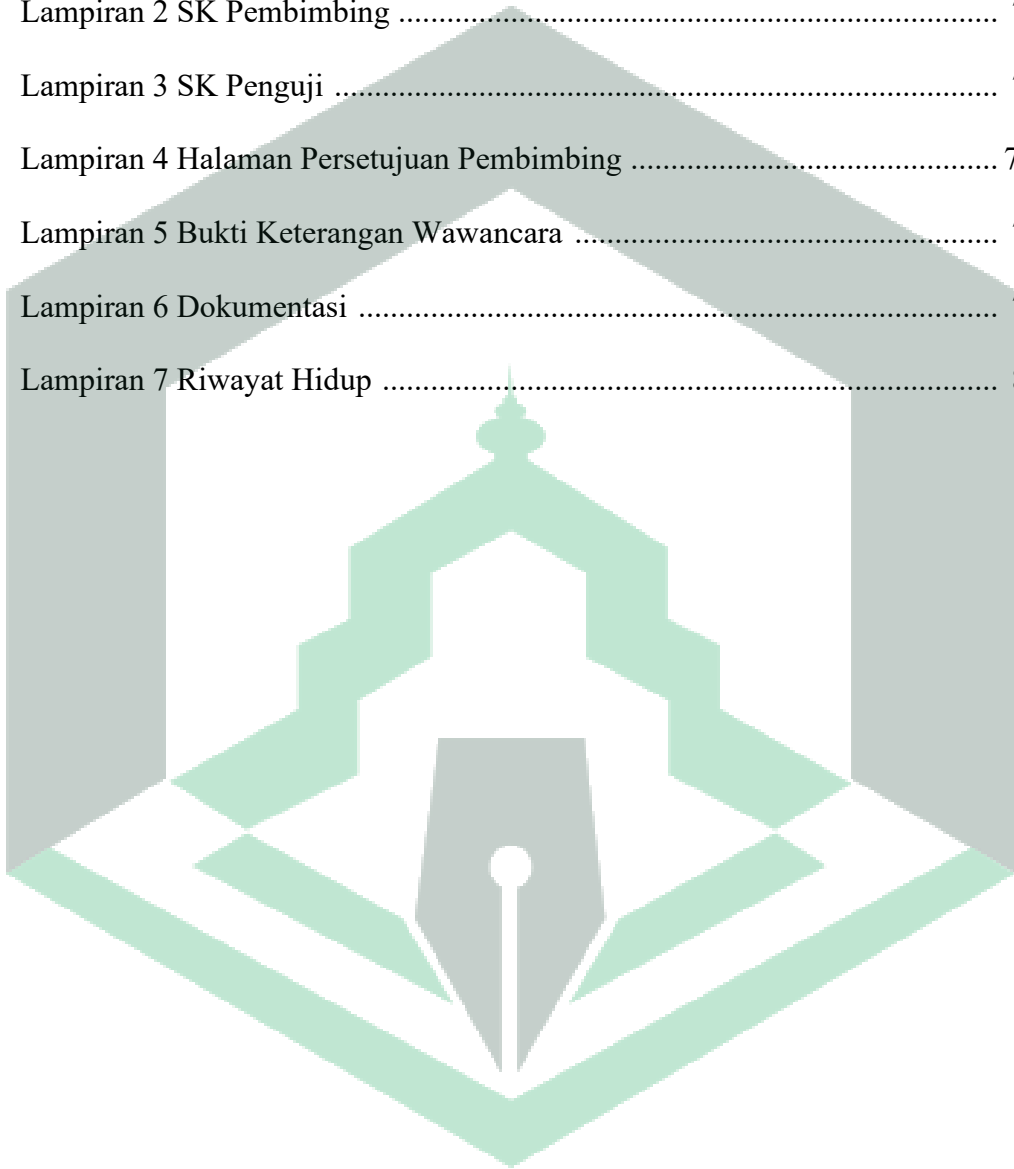 Lampiran 2 SK Pembimbing ........................................................................
Lampiran 3 SK Penguji ................................................................................
Lampiran 4 Halaman Persetujuan Pembimbing ............................................ 7
Lampiran 5 Bukti Keterangan Wawancara ...................................................
Lampiran 6 Dokumentasi .............................................................................
Lampiran 7 Riwayat Hidup ..........................................................................